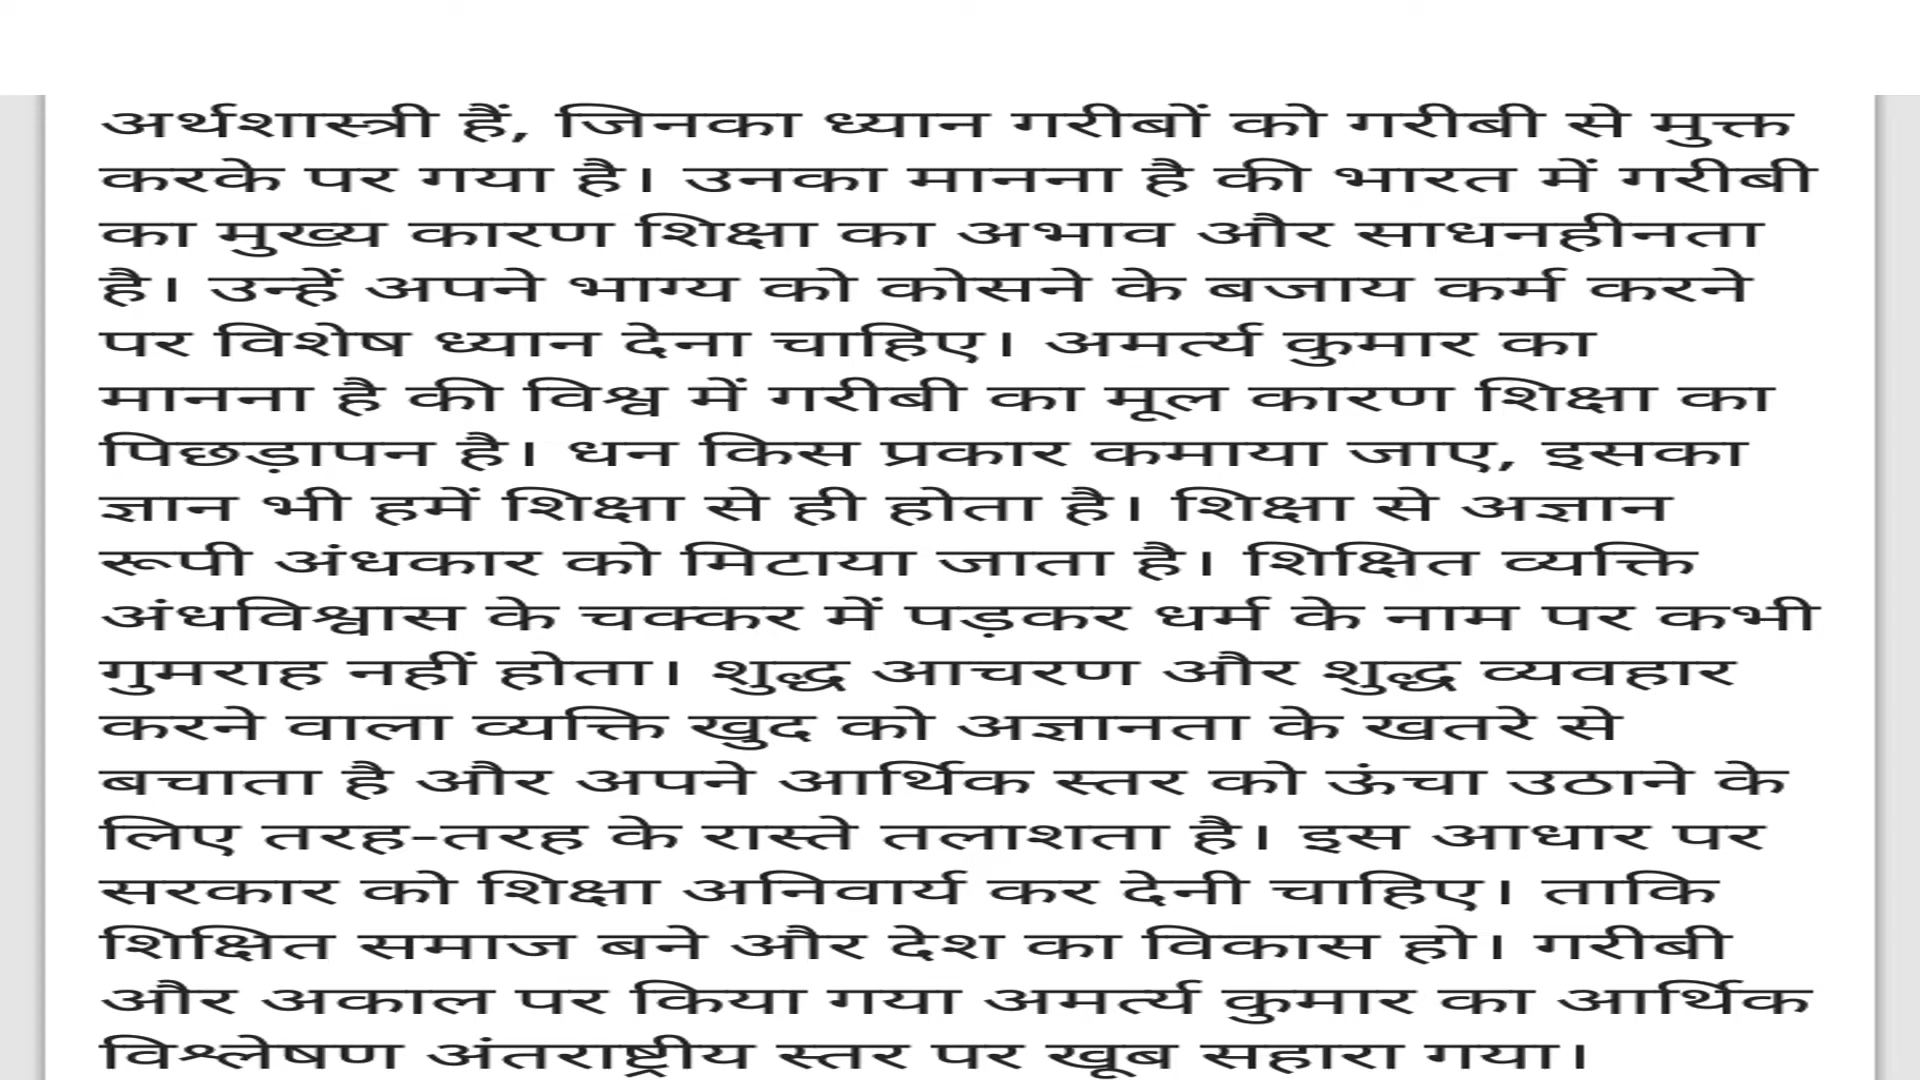 अर्थशास्त्री हैं, जिनका ध्यान गरीबों को गरीबी से मुक्त
करके पर गया है। उनका मानना है की भारत में गरीबी
का मुख्य कारण शिक्षा का अभाव और साधनहीनता
है। उन्हें अपने भाग्य को कोसने के बजाय कर्म करने
पर विशेष ध्यान देना चाहिए। अमर्त्य कुमार का
मानना है की विश्व में गरीबी का मूल कारण शिक्षा का
पिछड़ापन है। धन किस प्रकार कमाया जाए, इसका
ज्ञान भी हमें शिक्षा से ही होता है। शिक्षा से अज्ञान
रूपी अंधकार को मिटाया जाता है। शिक्षित व्यक्ति
अंधविश्वास के चक्कर में पड़कर धर्म के नाम पर कभी
गुमराह नहीं होता। शुद्ध आचरण और शुद्ध व्यवहार
करने वाला व्यक्ति खुद को अज्ञानता के खतरे से
बचाता है और अपने आर्थिक स्तर को ऊंचा उठाने के
लिए तरह-तरह के रास्ते तलाशता है। इस आधार पर
सरकार को शिक्षा अनिवार्य कर देनी चाहिए। ताकि
शिक्षित समाज बने और देश का विकास हो। गरीबी
और अकाल पर किया गया अमर्त्य कुमार का आर्थिक
विश्लेषण अंतराष्ट्रीय स्तर पर खूब सहारा गया।